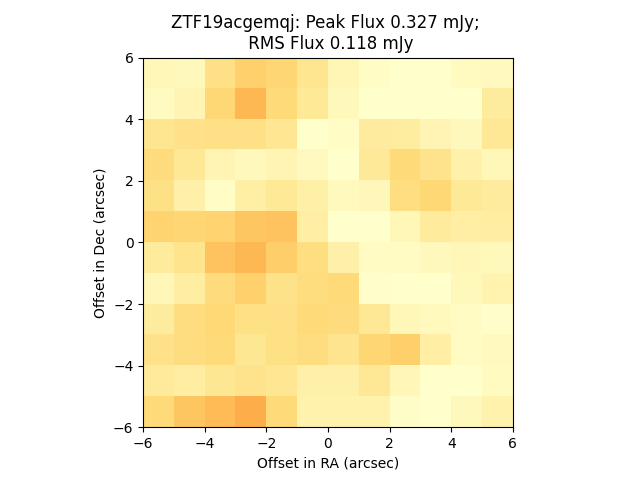 ZTF19acgemqj: Peak Flux 0.327 mJy;
RMS Flux 0.118 mJy
6
4
2
0
−2
−4
−6
Offset in Dec (arcsec)
−6 −4 −2 0 2 4 6
Offset in RA (arcsec)